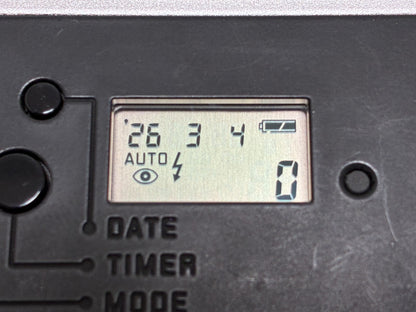 '26 3 4
AUTO
0
DATE
TIMER
MODE